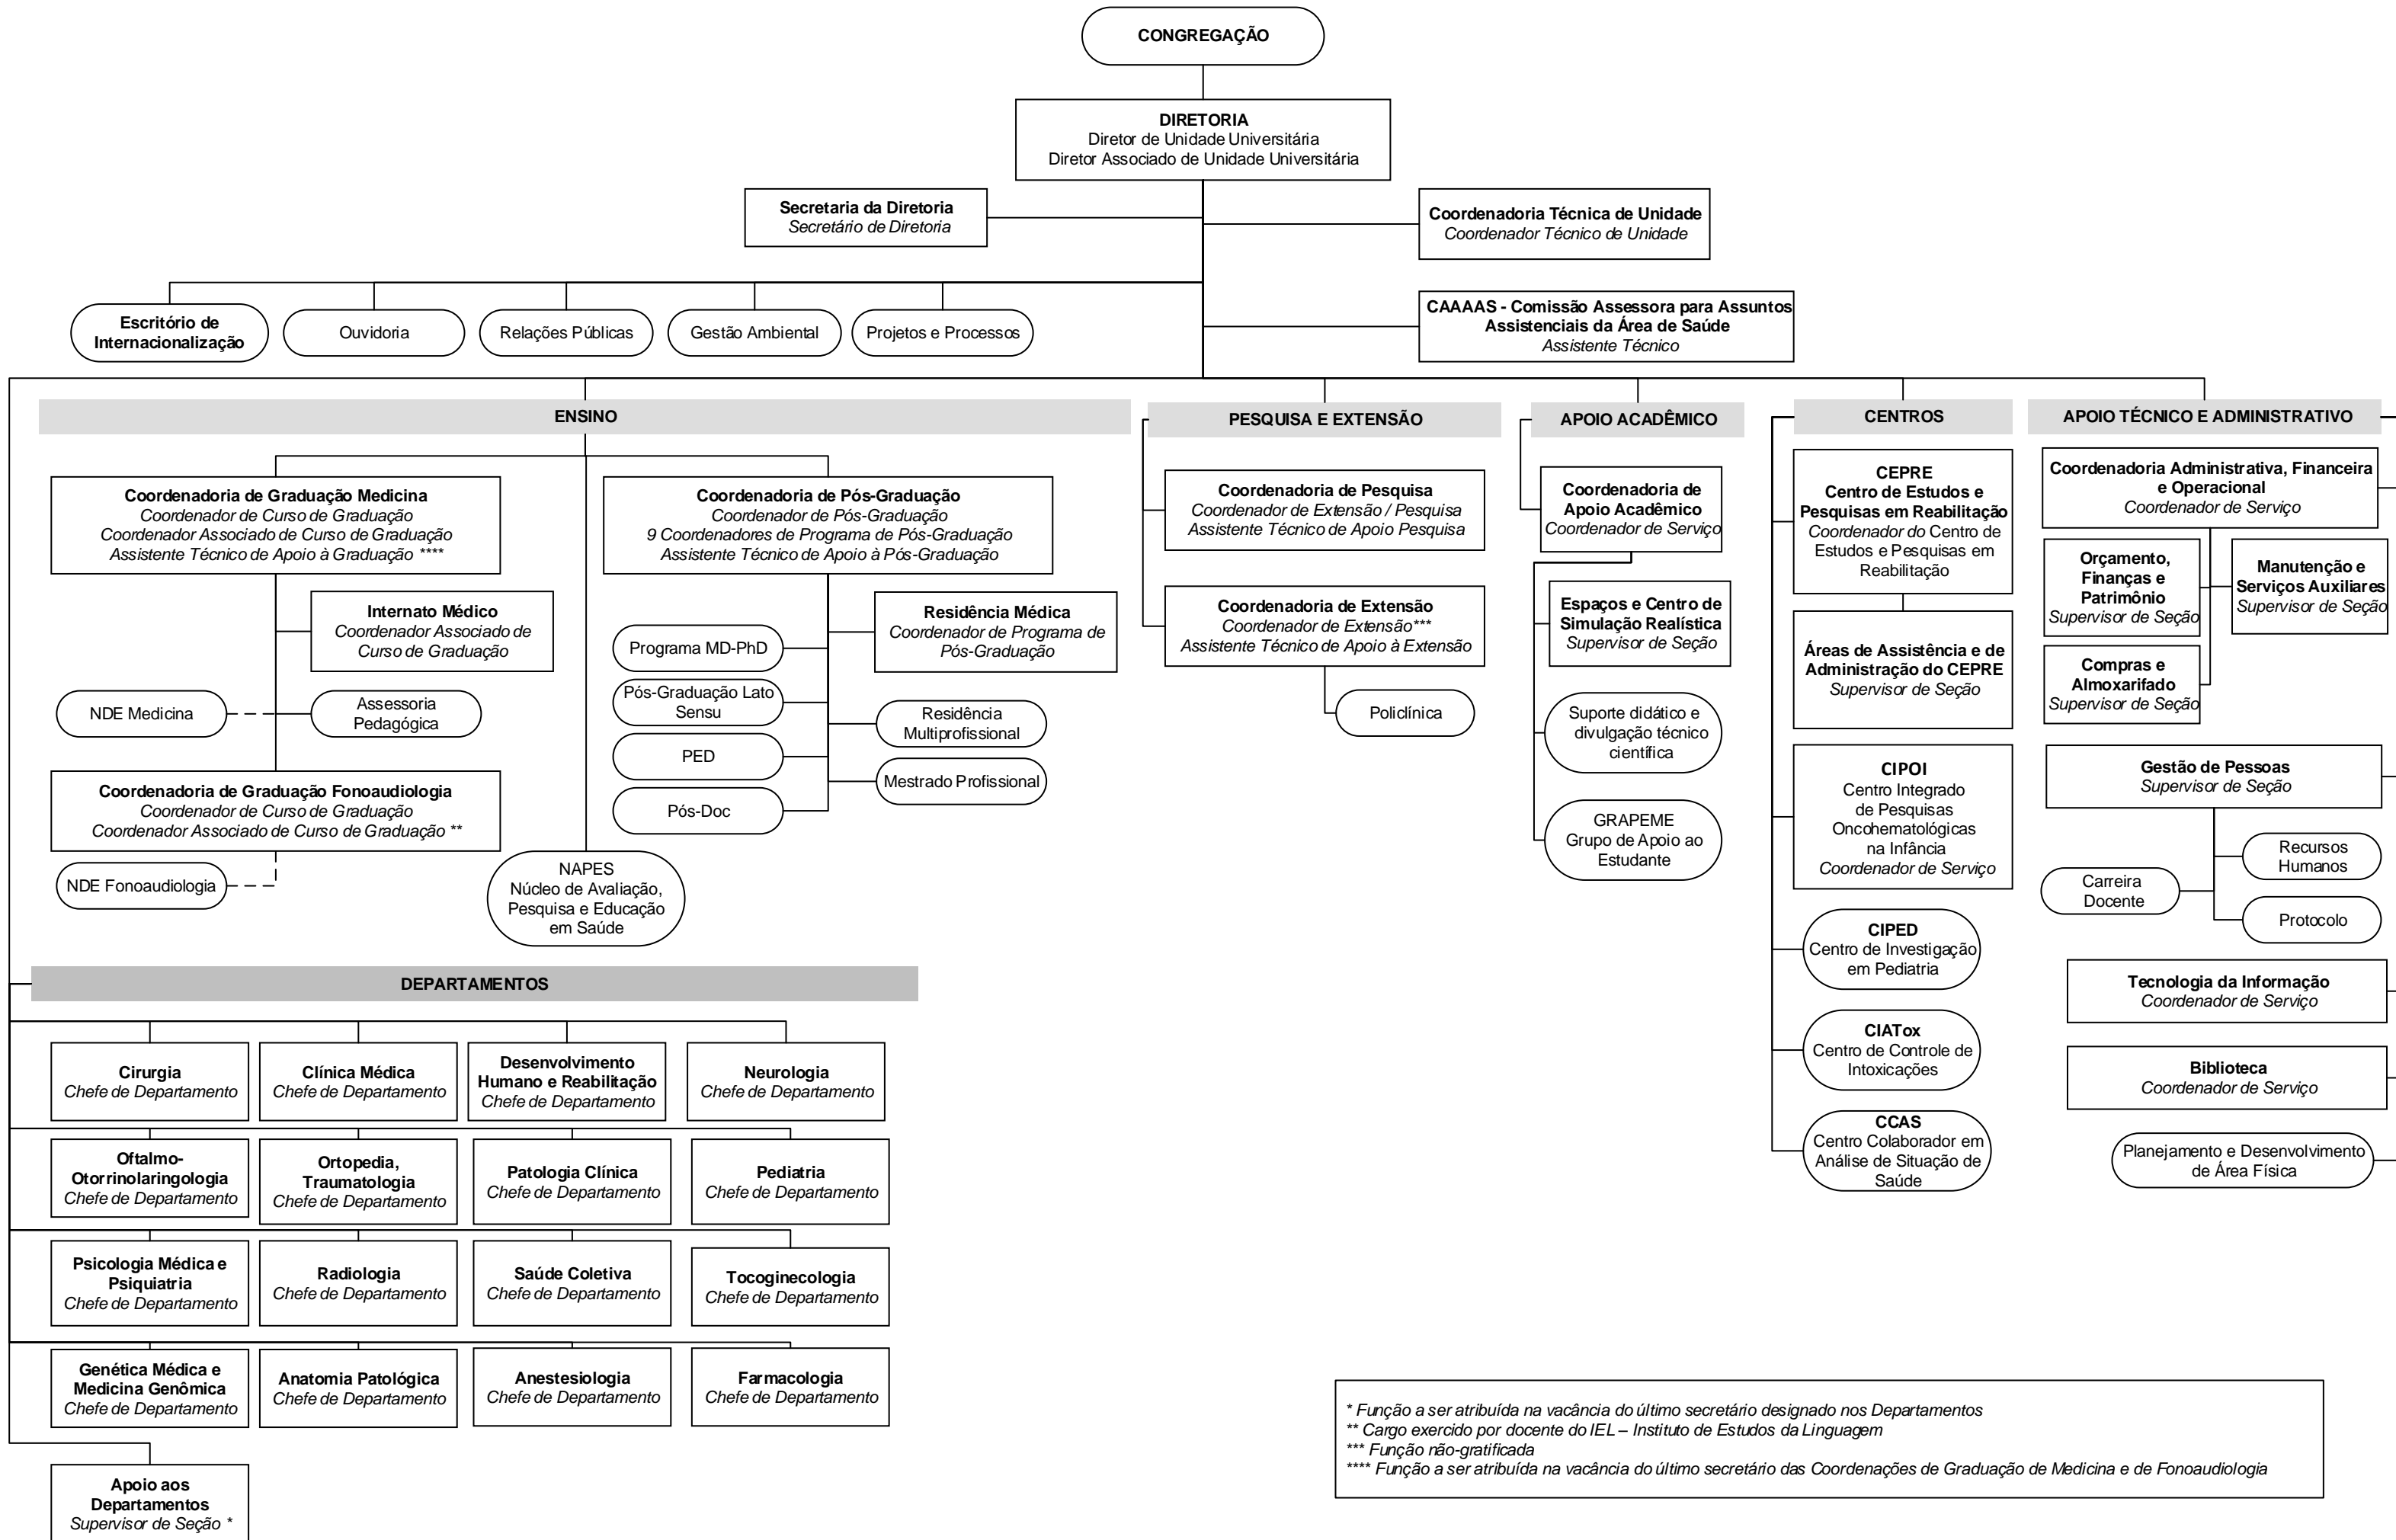 CONGREGAÇÃO
DIRETORIA
Diretor de Unidade Universitária
Diretor Associado de Unidade Universitária
Secretaria da Diretoria
Secretário de Diretoria
Coordenadoria Técnica de Unidade
Coordenador Técnico de Unidade
CAAAAS - Comissão Assessora para Assuntos
Assistenciais da Área de Saúde
Assistente Técnico
Escritório de
Internacionalização
Ouvidoria
Relações Públicas
Gestão Ambiental
Projetos e Processos
ENSINO
Coordenadoria de Graduação Medicina
Coordenador de Curso de Graduação
Coordenador Associado de Curso de Graduação
Assistente Técnico de Apoio à Graduação ****
Internato Médico
Coordenador Associado de
Curso de Graduação
NDE Medicina
Assessoria
Pedagógica
Coordenadoria de Graduação Fonoaudiologia
Coordenador de Curso de Graduação
Coordenador Associado de Curso de Graduação **
NDE Fonoaudiologia
NAPES
Núcleo de Avaliação,
Pesquisa e Educação
em Saúde
Coordenadoria de Pós-Graduação
Coordenador de Pós-Graduação
9 Coordenadores de Programa de Pós-Graduação
Assistente Técnico de Apoio à Pós-Graduação
Programa MD-PhD
Pós-Graduação Lato
Sensu
PED
Pós-Doc
Residência Médica
Coordenador de Programa de
Pós-Graduação
Residência
Multiprofissional
Mestrado Profissional
PESQUISA E EXTENSÃO
Coordenadoria de Pesquisa
Coordenador de Extensão / Pesquisa
Assistente Técnico de Apoio Pesquisa
Coordenadoria de Extensão
Coordenador de Extensão***
Assistente Técnico de Apoio à Extensão
Policlínica
APOIO ACADÊMICO
Coordenadoria de
Apoio Acadêmico
Coordenador de Serviço
Espaços e Centro de
Simulação Realística
Supervisor de Seção
Suporte didático e
divulgação técnico
científica
GRAPEME
Grupo de Apoio ao
Estudante
CENTROS
CEPRE
Centro de Estudos e
Pesquisas em Reabilitação
Coordenador do Centro de
Estudos e Pesquisas em
Reabilitação
Áreas de Assistência e de
Administração do CEPRE
Supervisor de Seção
CIPOI
Centro Integrado
de Pesquisas
Oncohematológicas
na Infância
Coordenador de Serviço
CIPED
Centro de Investigação
em Pediatria
CIATox
Centro de Controle de
Intoxicações
CCAS
Centro Colaborador em
Análise de Situação de
Saúde
APOIO TÉCNICO E ADMINISTRATIVO
Coordenadoria Administrativa, Financeira
e Operacional
Coordenador de Serviço
Orçamento,
Finanças e
Patrimônio
Supervisor de Seção
Manutenção e
Serviços Auxiliares
Supervisor de Seção
Compras e
Almoxarifado
Supervisor de Seção
Gestão de Pessoas
Supervisor de Seção
Recursos
Humanos
Carreira
Docente
Protocolo
Tecnologia da Informação
Coordenador de Serviço
Biblioteca
Coordenador de Serviço
Planejamento e Desenvolvimento
de Área Física
DEPARTAMENTOS
Cirurgia
Chefe de Departamento
Clínica Médica
Chefe de Departamento
Desenvolvimento
Humano e Reabilitação
Chefe de Departamento
Neurologia
Chefe de Departamento
Oftalmo-
Otorrinolaringologia
Chefe de Departamento
Ortopedia,
Traumatologia
Chefe de Departamento
Patologia Clínica
Chefe de Departamento
Pediatria
Chefe de Departamento
Psicologia Médica e
Psiquiatria
Chefe de Departamento
Radiologia
Chefe de Departamento
Saúde Coletiva
Chefe de Departamento
Tocoginecologia
Chefe de Departamento
Genética Médica e
Medicina Genômica
Chefe de Departamento
Anatomia Patológica
Chefe de Departamento
Anestesiologia
Chefe de Departamento
Farmacologia
Chefe de Departamento
Apoio aos
Departamentos
Supervisor de Seção *
* Função a ser atribuída na vacância do último secretário designado nos Departamentos
** Cargo exercido por docente do IEL – Instituto de Estudos da Linguagem
*** Função não-gratificada
**** Função a ser atribuída na vacância do último secretário das Coordenações de Graduação de Medicina e de Fonoaudiologia